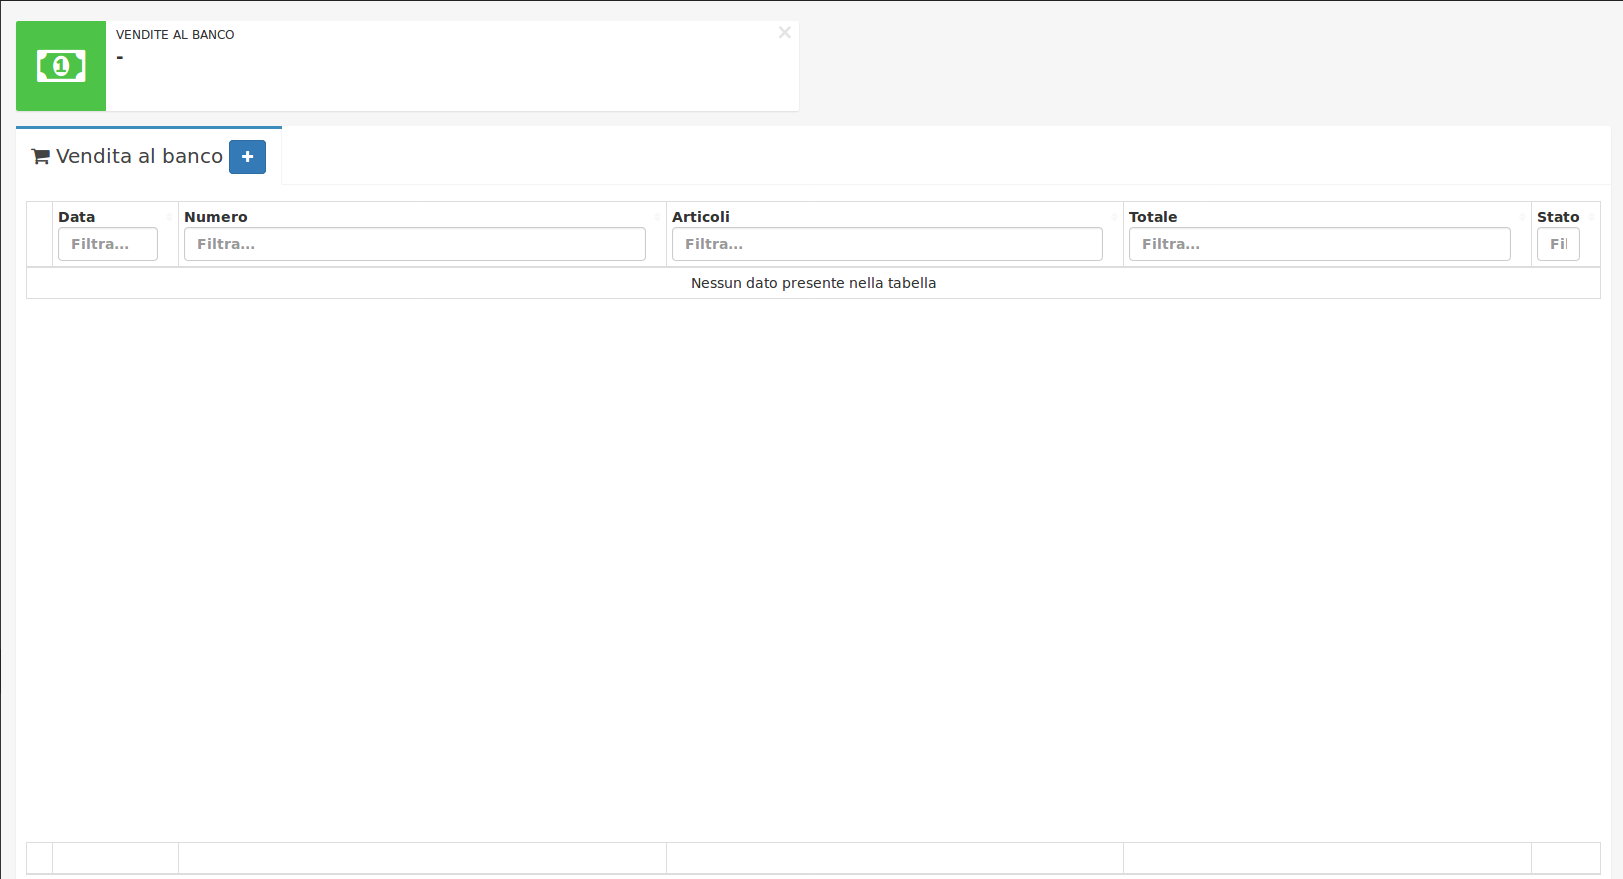 VENDITE AL BANCO
-
Vendita al banco
Data Numero Articoli Totale Stato
Filtra... Filtra... Filtra... Filtra... Fil
Nessun dato presente nella tabella